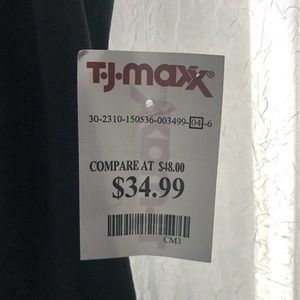 T·J·maxx®
30-2310-150536-003499-04-6
COMPARE AT $48.00
$34.99
CM3